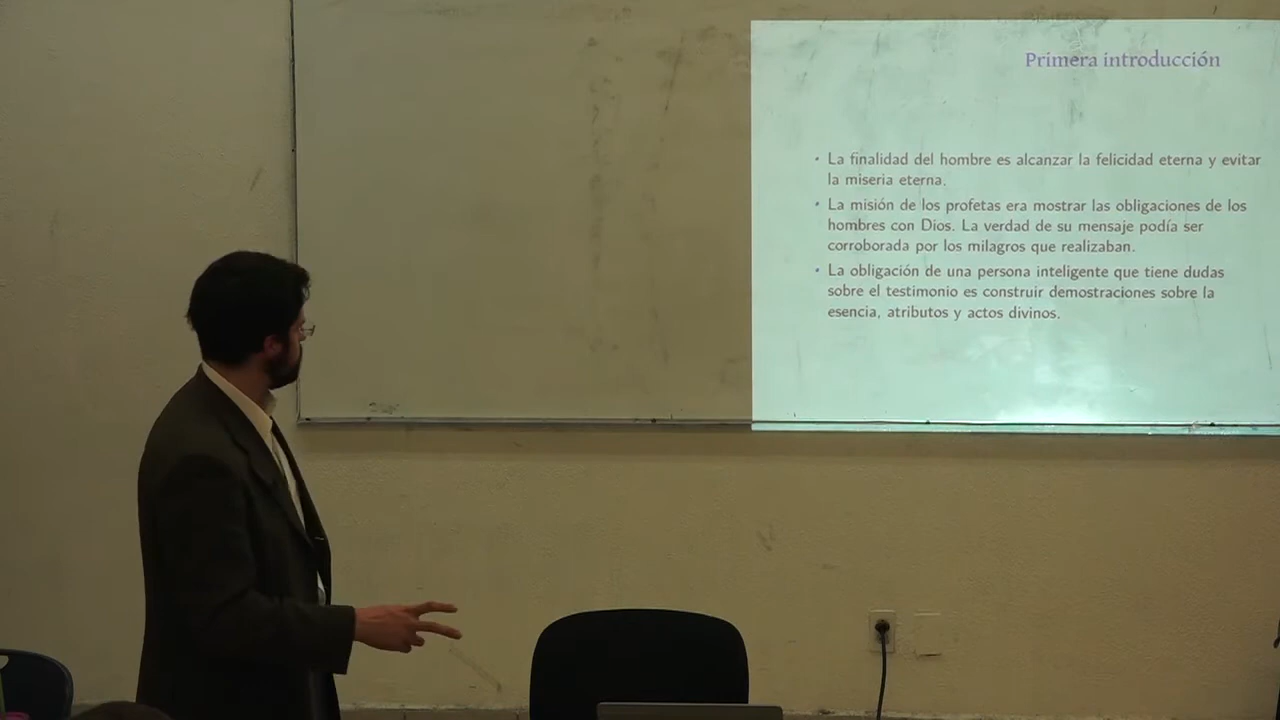 Primera introducción
• La finalidad del hombre es alcanzar la felicidad eterna y evitar
la miseria eterna.
• La misión de los profetas era mostrar las obligaciones de los
hombres con Dios. La verdad de su mensaje podía ser
corroborada por los milagros que realizaban.
• La obligación de una persona inteligente que tiene dudas
sobre el testimonio es construir demostraciones sobre la
esencia, atributos y actos divinos.